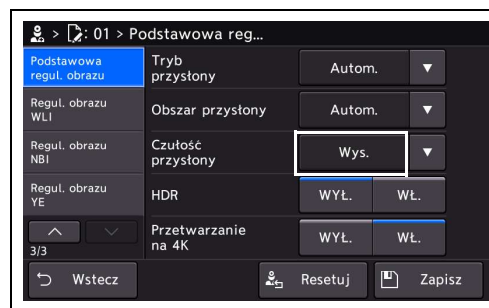 > : 01 > Podstawowa reg...
Podstawowa
regul. obrazu
Regul. obrazu
WLI
Regul. obrazu
NBI
Regul. obrazu
YE
3/3
Tryb
przysłony
Autom.
Obszar przysłony
Autom.
Czułość
przysłony
Wys.
HDR
WYŁ.
WŁ.
Przetwarzanie
na 4K
WYŁ.
WŁ.
Wstecz
Resetuj
Zapisz